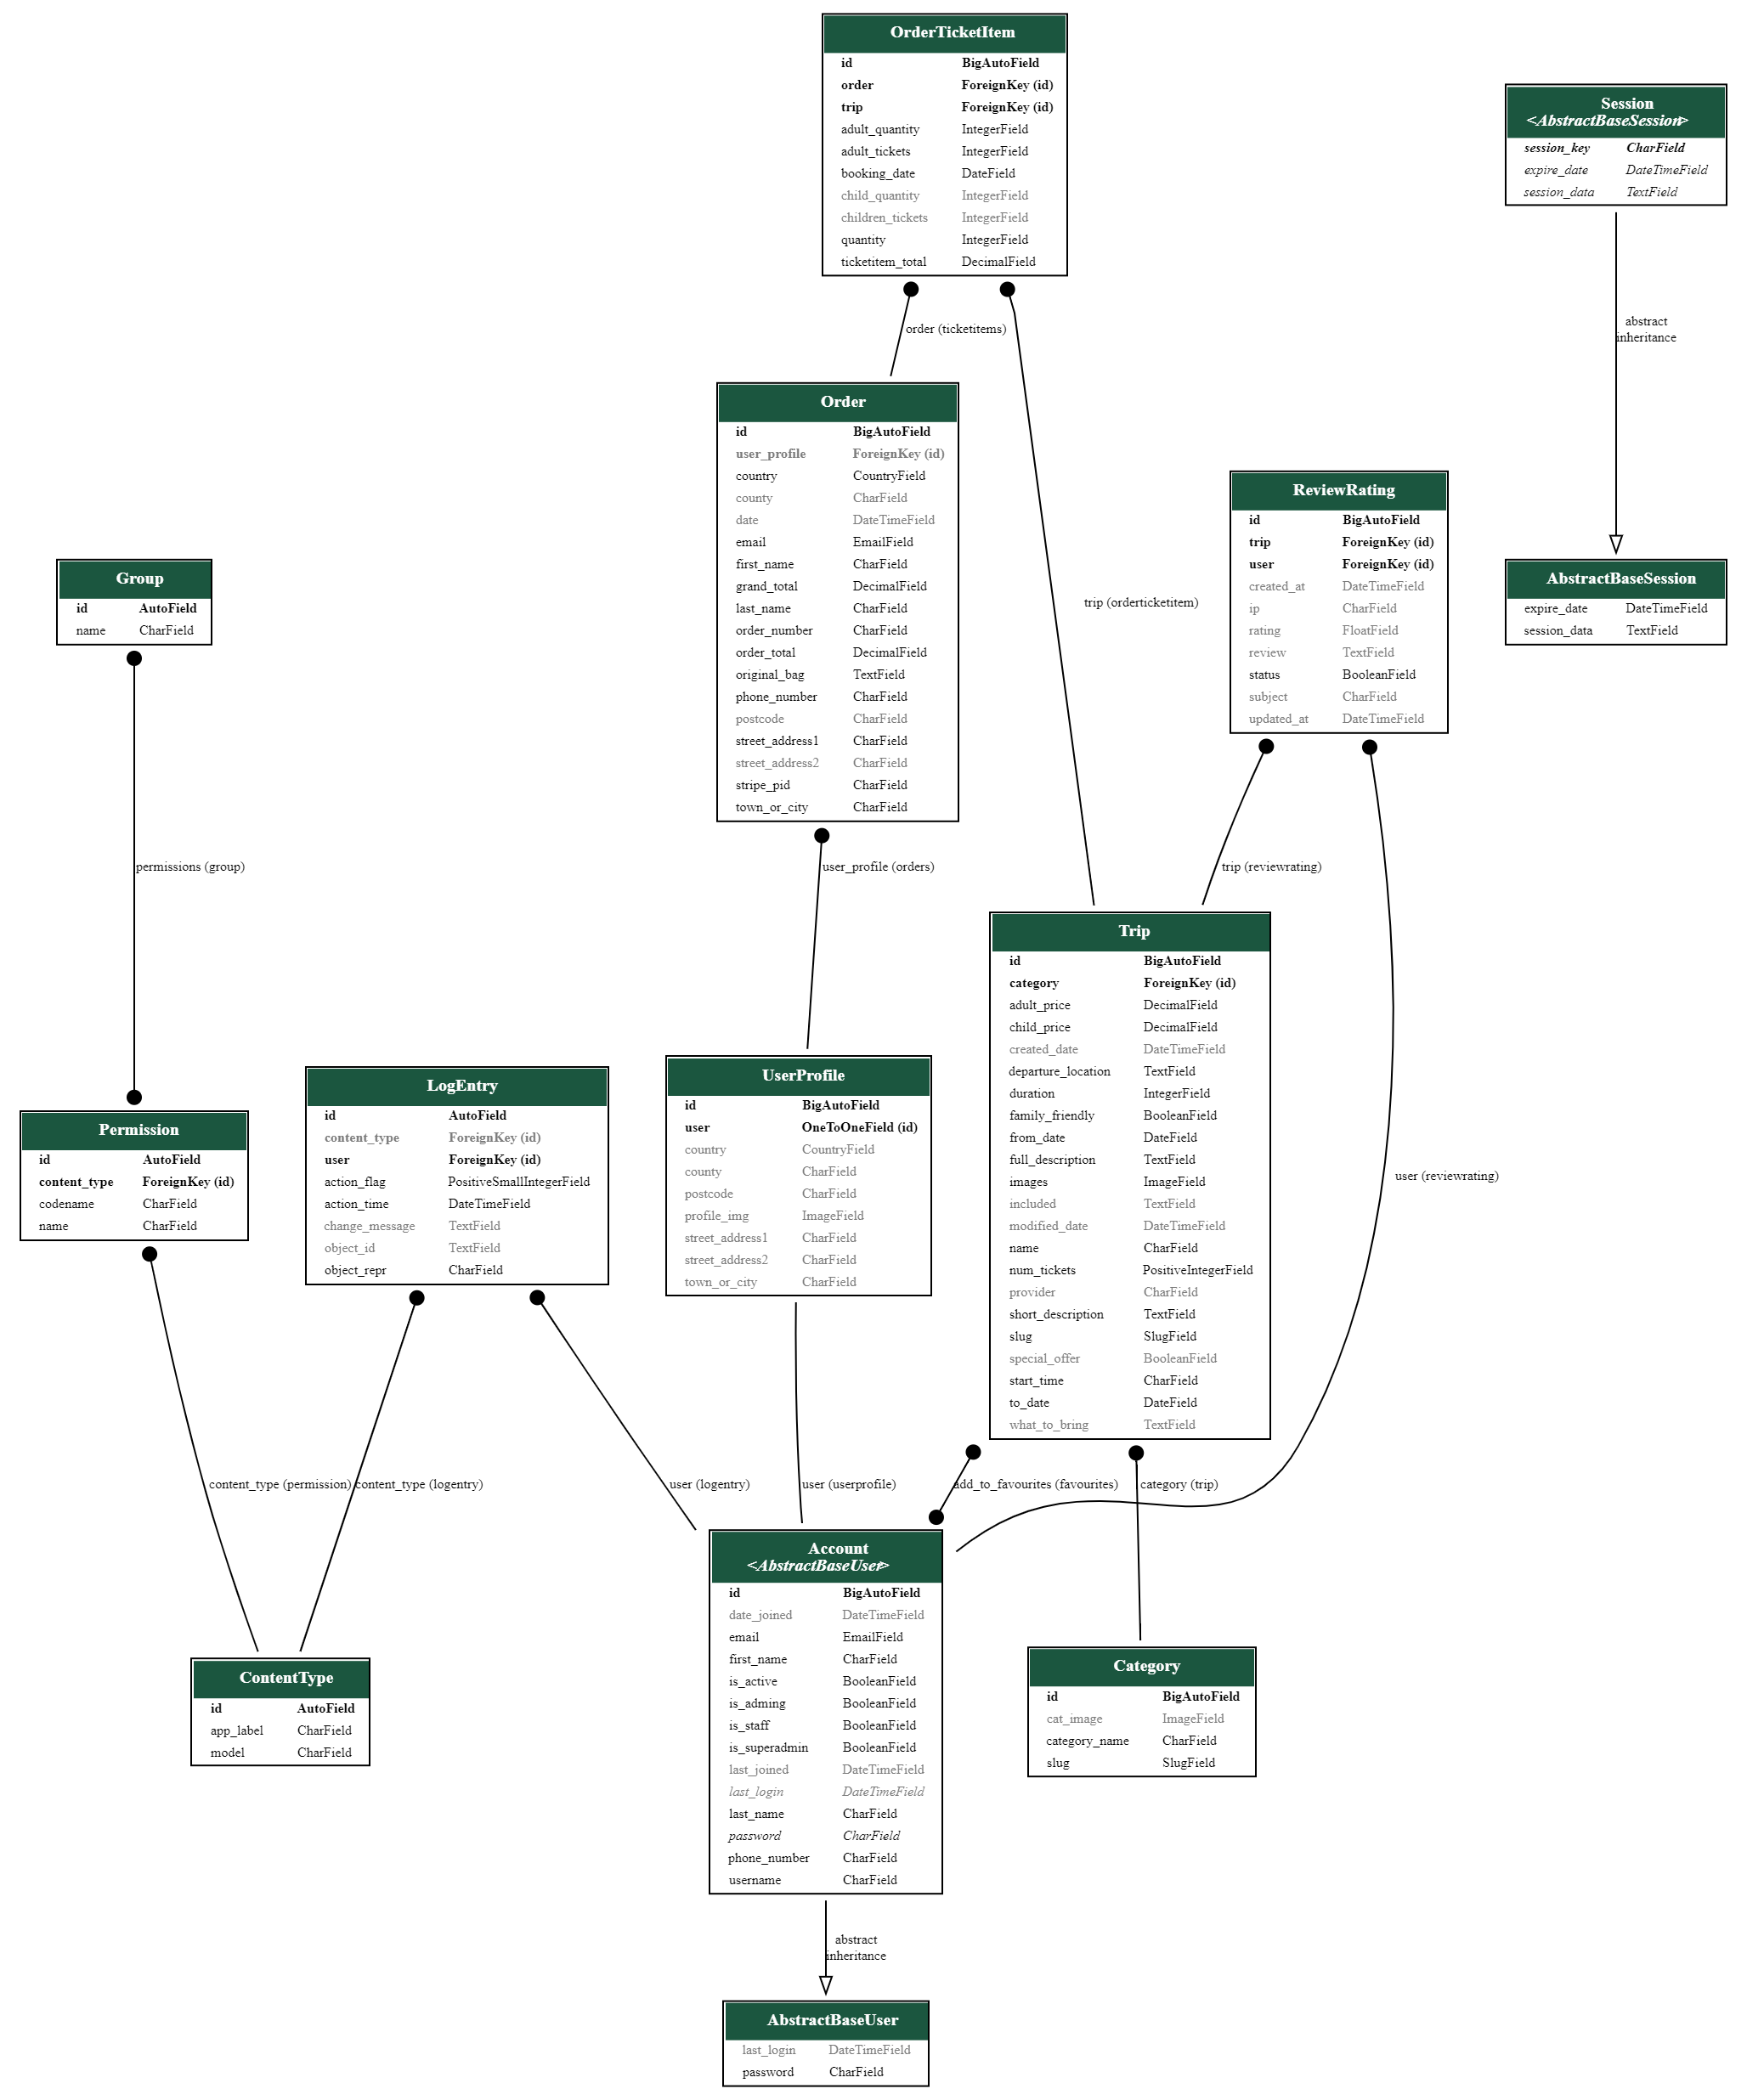 OrderTicketItem
id BigAutoField
order ForeignKey (id)
trip ForeignKey (id)
adult_quantity IntegerField
adult_tickets IntegerField
booking_date DateField
child_quantity IntegerField
children_tickets IntegerField
quantity IntegerField
ticketitem_total DecimalField
Session
<AbstractBaseSession>
session_key CharField
expire_date DateTimeField
session_data TextField
order (ticketitems)
abstract
inheritance
Order
id BigAutoField
user_profile ForeignKey (id)
country CountryField
county CharField
date DateTimeField
email EmailField
first_name CharField
grand_total DecimalField
last_name CharField
order_number CharField
order_total DecimalField
original_bag TextField
phone_number CharField
postcode CharField
street_address1 CharField
street_address2 CharField
stripe_pid CharField
town_or_city CharField
trip (orderticketitem)
ReviewRating
id BigAutoField
trip ForeignKey (id)
user ForeignKey (id)
created_at DateTimeField
ip CharField
rating FloatField
review TextField
status BooleanField
subject CharField
updated_at DateTimeField
AbstractBaseSession
expire_date DateTimeField
session_data TextField
Group
id AutoField
name CharField
permissions (group)
user_profile (orders)
trip (reviewrating)
Permission
id AutoField
content_type ForeignKey (id)
codename CharField
name CharField
LogEntry
id AutoField
content_type ForeignKey (id)
user ForeignKey (id)
action_flag PositiveSmallIntegerField
action_time DateTimeField
change_message TextField
object_id TextField
object_repr CharField
UserProfile
id BigAutoField
user OneToOneField (id)
country CountryField
county CharField
postcode CharField
profile_img ImageField
street_address1 CharField
street_address2 CharField
town_or_city CharField
Trip
id BigAutoField
category ForeignKey (id)
adult_price DecimalField
child_price DecimalField
created_date DateTimeField
departure_location TextField
duration IntegerField
family_friendly BooleanField
from_date DateField
full_description TextField
images ImageField
included TextField
modified_date DateTimeField
name CharField
num_tickets PositiveIntegerField
provider CharField
short_description TextField
slug SlugField
special_offer BooleanField
start_time CharField
to_date DateField
what_to_bring TextField
user (reviewrating)
content_type (permission)
content_type (logentry)
user (logentry)
user (userprofile)
add_to_favourites (favourites)
category (trip)
ContentType
id AutoField
app_label CharField
model CharField
Account
<AbstractBaseUser>
id BigAutoField
date_joined DateTimeField
email EmailField
first_name CharField
is_active BooleanField
is_adming BooleanField
is_staff BooleanField
is_superadmin BooleanField
last_joined DateTimeField
last_login DateTimeField
last_name CharField
password CharField
phone_number CharField
username CharField
Category
id BigAutoField
cat_image ImageField
category_name CharField
slug SlugField
abstract
inheritance
AbstractBaseUser
last_login DateTimeField
password CharField